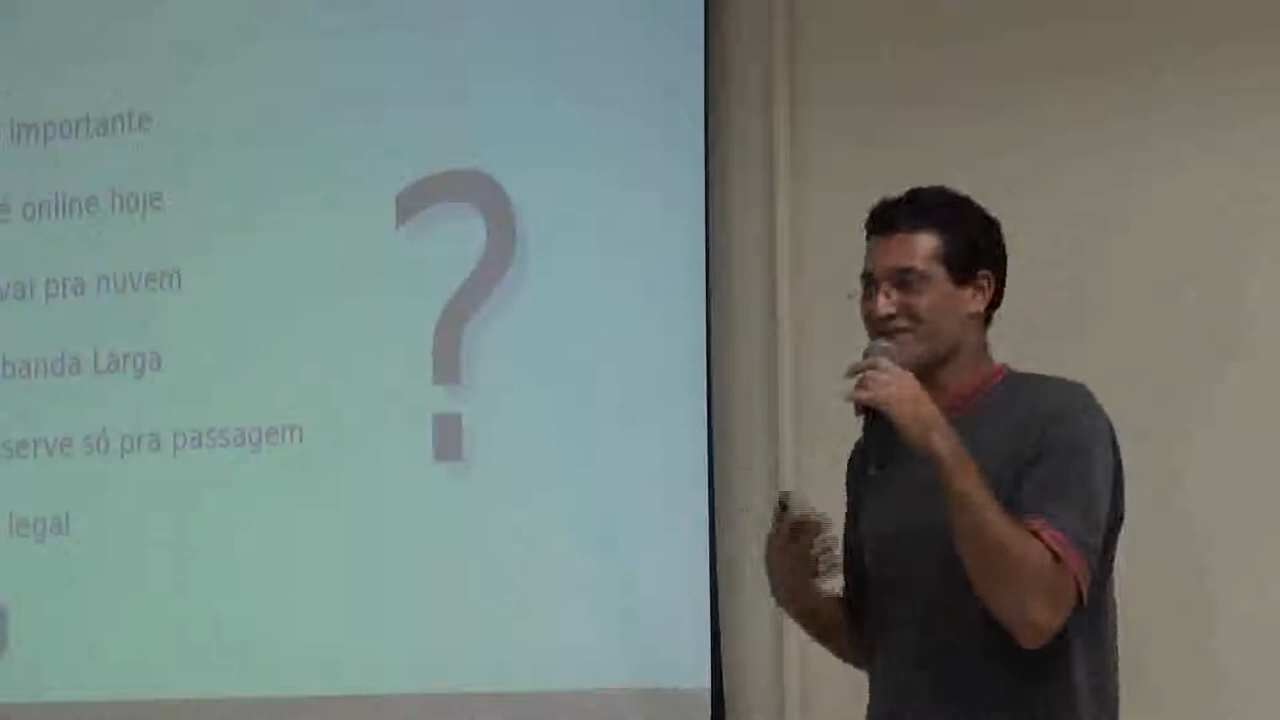 importante
é online hoje
vai pra nuvem
banda Larga
?
serve só pra passagem
legal